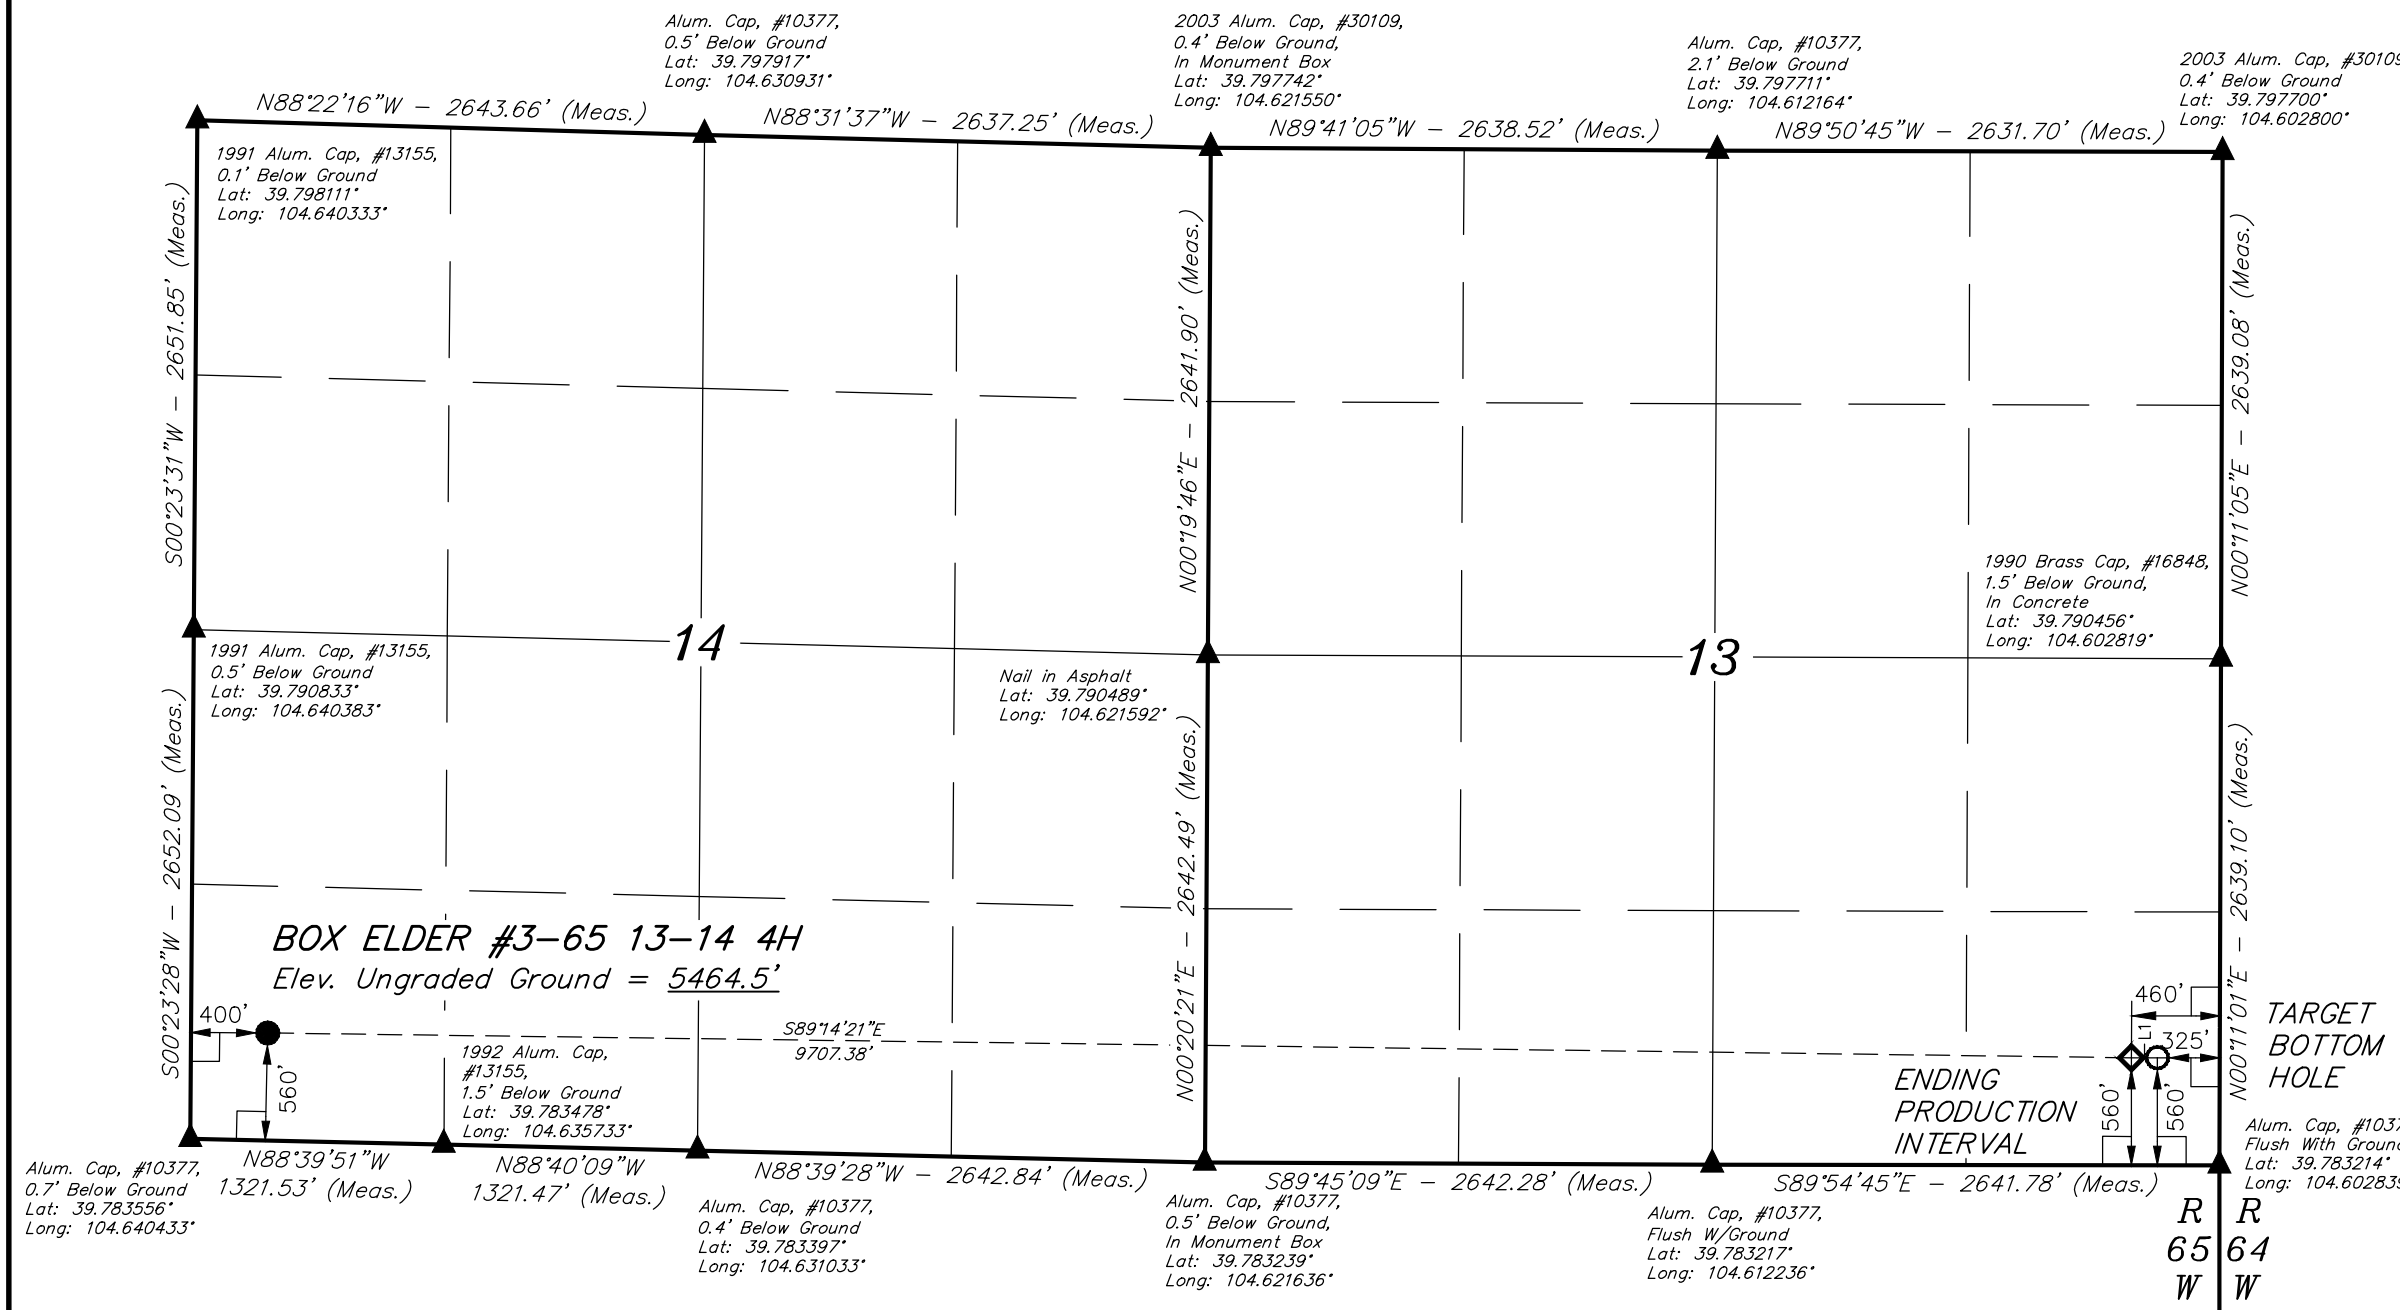 Alum. Cap, #10377,
0.5' Below Ground
Lat: 39.797917°
Long: 104.630931°
2003 Alum. Cap, #30109,
0.4' Below Ground,
In Monument Box
Lat: 39.797742°
Long: 104.621550°
Alum. Cap, #10377,
2.1' Below Ground
Lat: 39.797711°
Long: 104.612164°
2003 Alum. Cap, #30109
0.4' Below Ground
Lat: 39.797700°
Long: 104.602800°
N88°22'16"W – 2643.66' (Meas.)
N88°31'37"W – 2637.25' (Meas.)
N89°41'05"W – 2638.52' (Meas.)
N89°50'45"W – 2631.70' (Meas.)
1991 Alum. Cap, #13155,
0.1' Below Ground
Lat: 39.798111°
Long: 104.640333°
S00°23'31"W – 2651.85' (Meas.)
N00°19'46"E – 2641.90' (Meas.)
N00°11'05"E – 2639.08' (Meas.)
1990 Brass Cap, #16848,
1.5' Below Ground,
In Concrete
Lat: 39.790456°
Long: 104.602819°
14
13
1991 Alum. Cap, #13155,
0.5' Below Ground
Lat: 39.790833°
Long: 104.640383°
Nail in Asphalt
Lat: 39.790489°
Long: 104.621592°
S00°23'28"W – 2652.09' (Meas.)
N00°20'21"E – 2642.49' (Meas.)
N00°11'01"E – 2639.10' (Meas.)
BOX ELDER #3-65 13-14 4H
Elev. Ungraded Ground = 5464.5'
400'
560'
S89°14'21"E
9707.38'
460'
L1
325'
560'
560'
TARGET
BOTTOM
HOLE
ENDING
PRODUCTION
INTERVAL
1992 Alum. Cap,
#13155,
1.5' Below Ground
Lat: 39.783478°
Long: 104.635733°
Alum. Cap, #1037
Flush With Ground
Lat: 39.783214°
Long: 104.602839
N88°39'51"W
1321.53' (Meas.)
N88°40'09"W
1321.47' (Meas.)
N88°39'28"W – 2642.84' (Meas.)
S89°45'09"E – 2642.28' (Meas.)
S89°54'45"E – 2641.78' (Meas.)
Alum. Cap, #10377,
0.7' Below Ground
Lat: 39.783556°
Long: 104.640433°
Alum. Cap, #10377,
0.4' Below Ground
Lat: 39.783397°
Long: 104.631033°
Alum. Cap, #10377,
0.5' Below Ground,
In Monument Box
Lat: 39.783239°
Long: 104.621636°
Alum. Cap, #10377,
Flush W/Ground
Lat: 39.783217°
Long: 104.612236°
R R
65 64
W W